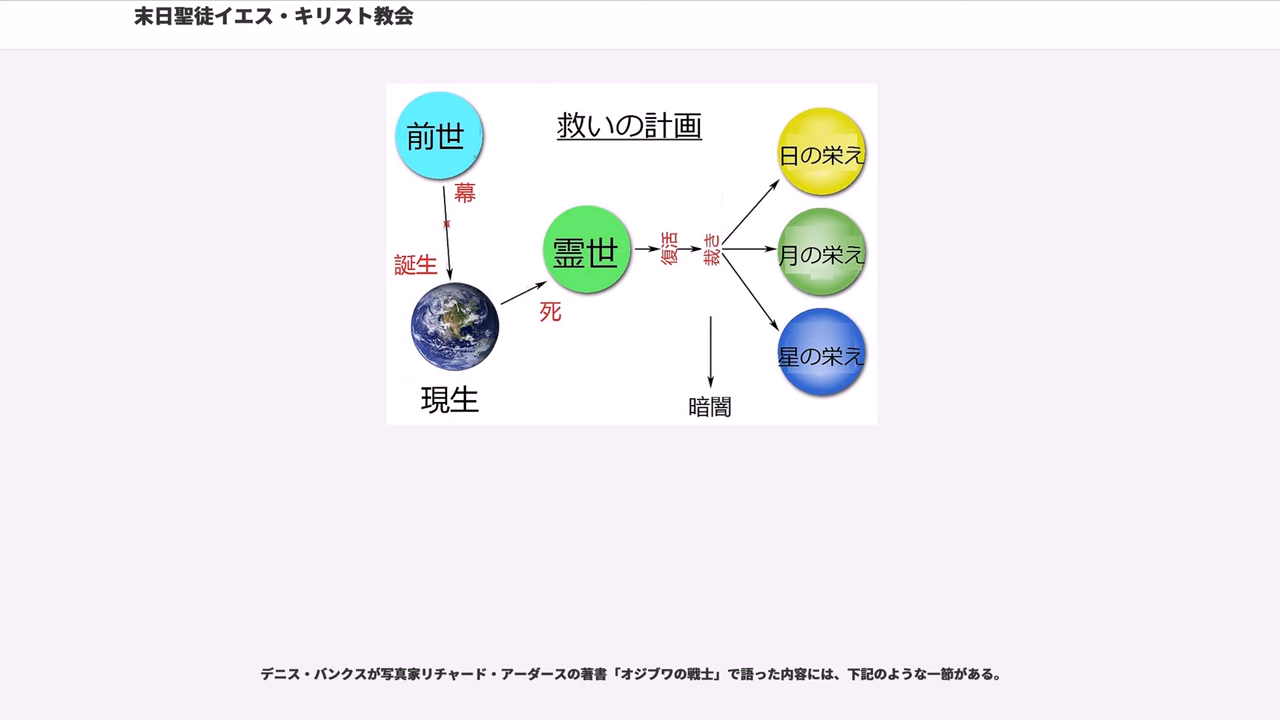 末日聖徒イエス・キリスト教会
前世
救いの計画
日の栄え
幕
霊世
復活
裁き
月の栄え
誕生
死
星の栄え
現生
暗闇
デニス・バンクスが写真家リチャード・アーダースの著書「オジブワの戦士」で語った内容には、下記のような一節がある。